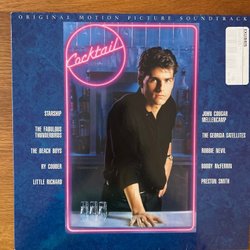 ORIGINAL MOTION PICTURE SOUNDTRACK
Cocktail
STARSHIP
THE FABULOUS
THUNDERBIRDS
THE BEACH BOYS
RY COODER
LITTLE RICHARD
JOHN COUGAR
MELLENCAMP
THE GEORGIA SATELLITES
ROBBIE NEVIL
BOBBY McFERRIN
PRESTON SMITH